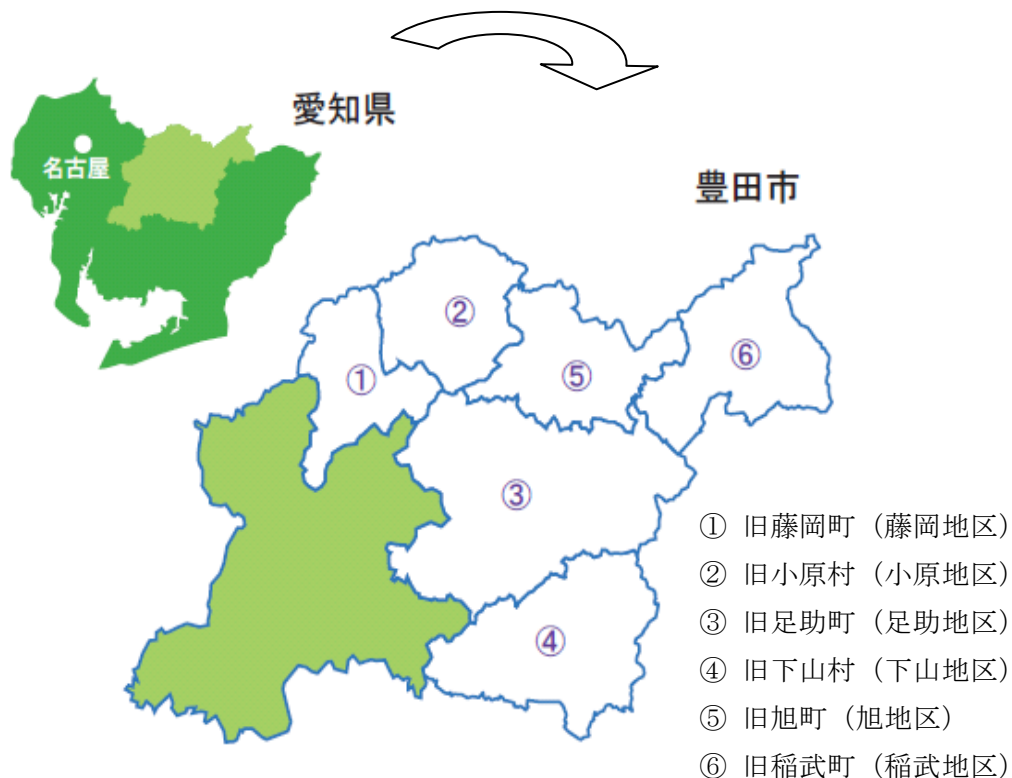 愛知県
名古屋
豊田市
②
①
⑤
⑥
③
④
① 旧藤岡町（藤岡地区）
② 旧小原村（小原地区）
③ 旧足助町（足助地区）
④ 旧下山村（下山地区）
⑤ 旧旭町（旭地区）
⑥ 旧稲武町（稲武地区）